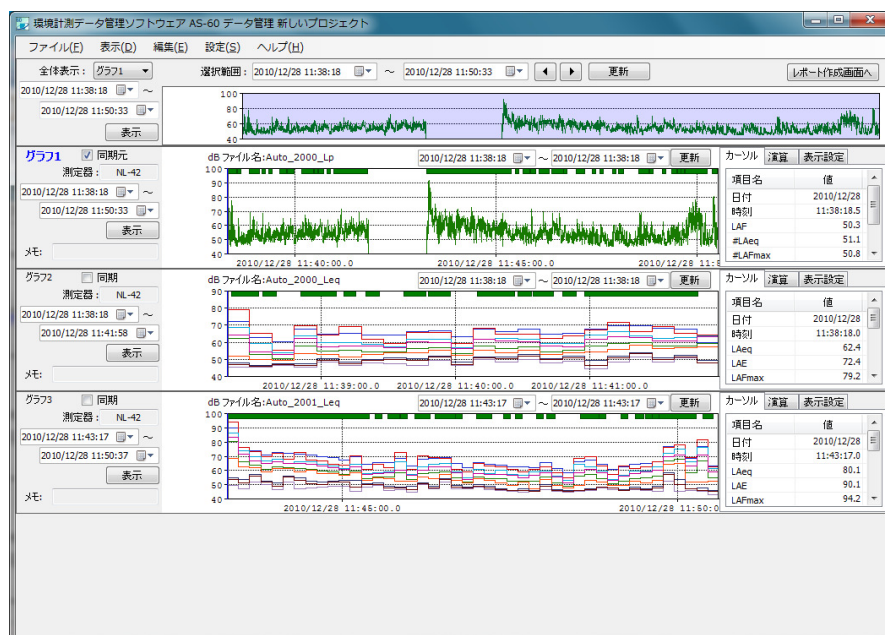 環境計測データ管理ソフトウェア AS-60 データ管理 新しいプロジェクト
ファイル(F) 表示(D) 編集(E) 設定(S) ヘルプ(H)
全体表示： グラフ1 選択範囲： 2010/12/28 11:38:18 ～ 2010/12/28 11:50:33 更新 レポート作成画面へ
2010/12/28 11:38:18 ～
2010/12/28 11:50:33
表示
100
80
60
40
グラフ1 同期元
測定器： NL-42
2010/12/28 11:38:18 ～
2010/12/28 11:50:33
表示
メモ:
dB ファイル名:Auto_2000_Lp 2010/12/28 11:38:18 ～ 2010/12/28 11:38:18 更新
100
90
80
70
60
50
40
2010/12/28 11:40:00.0 2010/12/28 11:45:00.0 2010/12/28 11:5
カーソル 演算 表示設定
項目名 値
日付 2010/12/28
時刻 11:38:18.5
LAF 50.3
#LAeq 51.1
#LAFmax 50.8
グラフ2 同期
測定器： NL-42
2010/12/28 11:38:18 ～
2010/12/28 11:41:58
表示
メモ:
dB ファイル名:Auto_2000_Leq 2010/12/28 11:38:18 ～ 2010/12/28 11:38:18 更新
90
80
70
60
50
40
2010/12/28 11:39:00.0 2010/12/28 11:40:00.0 2010/12/28 11:41:00.0
カーソル 演算 表示設定
項目名 値
日付 2010/12/28
時刻 11:38:18.0
LAeq 62.4
LAE 72.4
LAFmax 79.2
グラフ3 同期
測定器： NL-42
2010/12/28 11:43:17 ～
2010/12/28 11:50:37
表示
メモ:
dB ファイル名:Auto_2001_Leq 2010/12/28 11:43:17 ～ 2010/12/28 11:43:17 更新
100
90
80
70
60
50
40
2010/12/28 11:45:00.0 2010/12/28 11:50:0
カーソル 演算 表示設定
項目名 値
日付 2010/12/28
時刻 11:43:17.0
LAeq 80.1
LAE 90.1
LAFmax 94.2